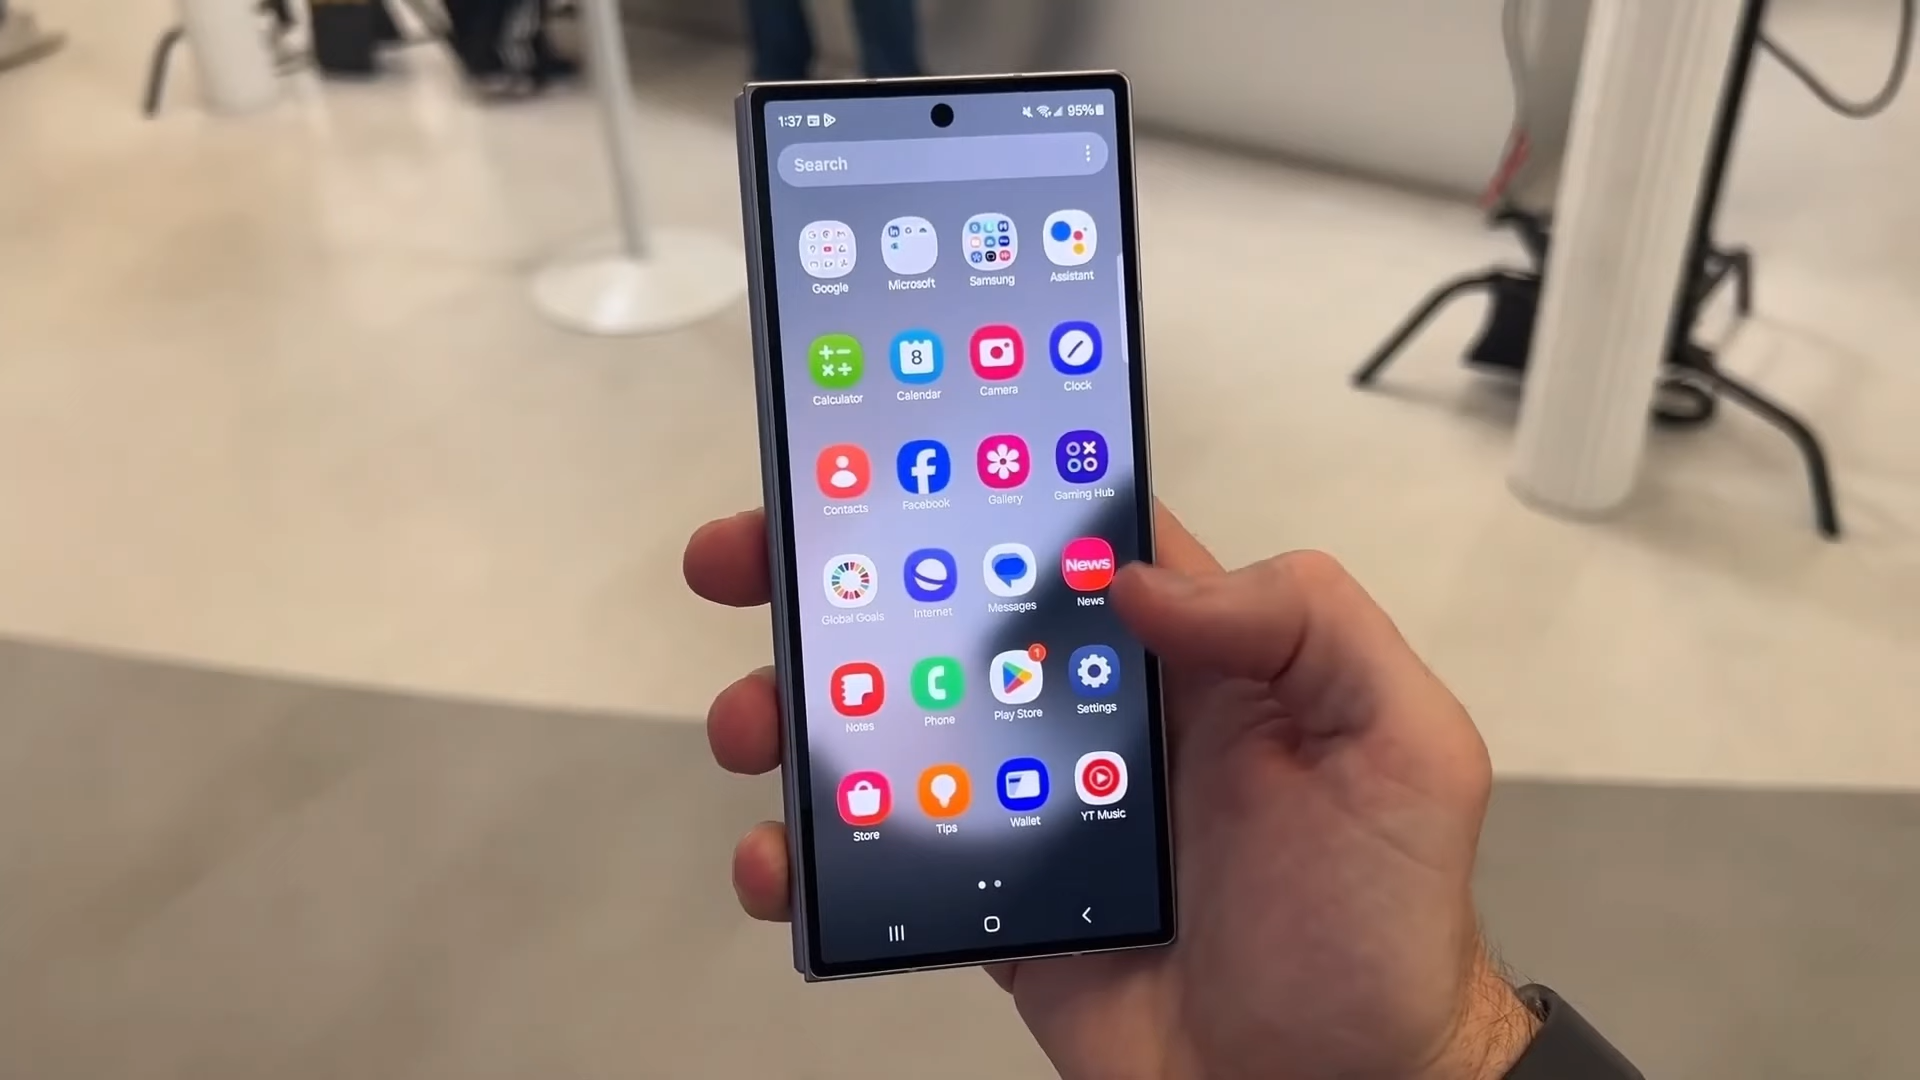 1:37 95%
Search
Google Microsoft Samsung Assistant
8
Calculator Calendar Camera Clock
Contacts Facebook Gallery Gaming Hub
News
Global Goals Internet Messages News
1
Notes Phone Play Store Settings
Store Tips Wallet YT Music